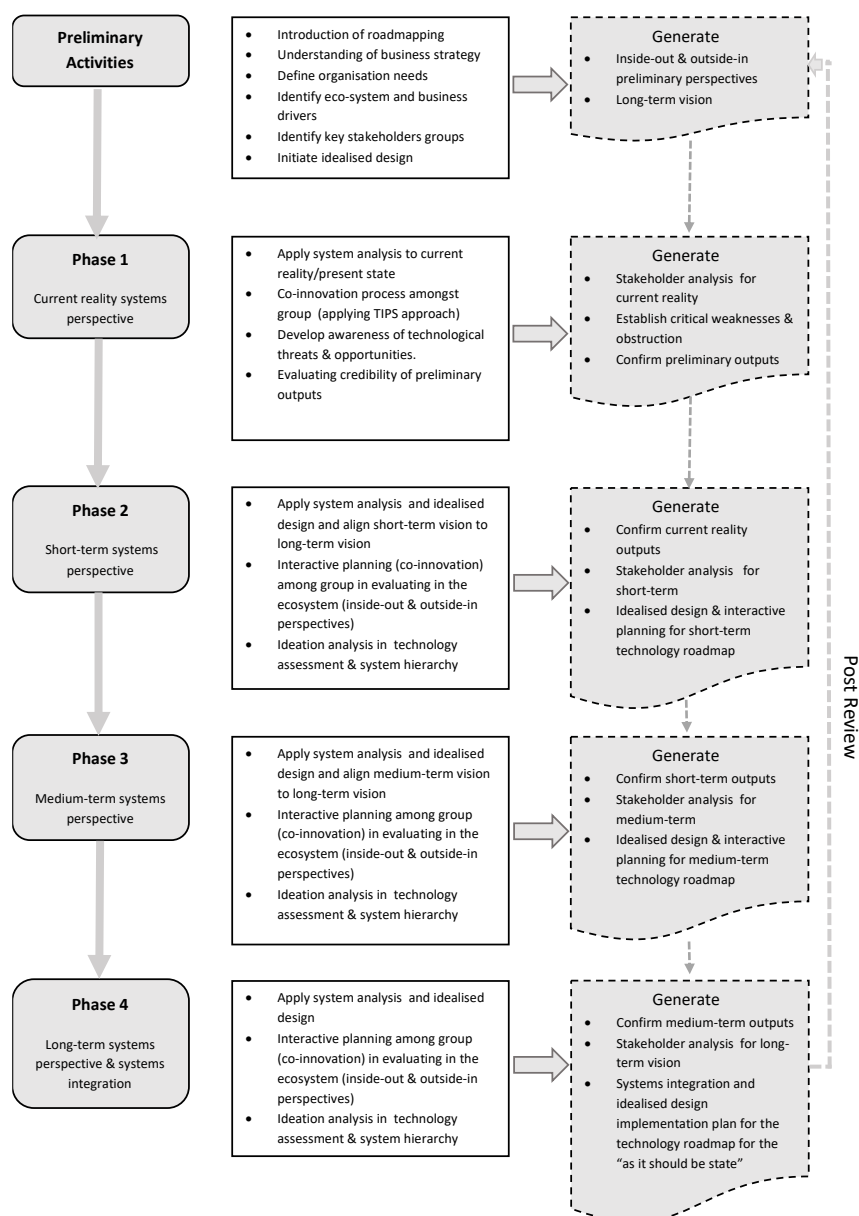 Preliminary
Activities
• Introduction of roadmapping
• Understanding of business strategy
• Define organisation needs
• Identify eco-system and business
drivers
• Identify key stakeholders groups
• Initiate idealised design
Generate
• Inside-out & outside-in
preliminary perspectives
• Long-term vision
Phase 1
Current reality systems
perspective
• Apply system analysis to current
reality/present state
• Co-innovation process amongst
group (applying TIPS approach)
• Develop awareness of technological
threats & opportunities.
• Evaluating credibility of preliminary
outputs
Generate
• Stakeholder analysis for
current reality
• Establish critical weaknesses &
obstruction
• Confirm preliminary outputs
Phase 2
Short-term systems
perspective
• Apply system analysis and idealised
design and align short-term vision to
long-term vision
• Interactive planning (co-innovation)
among group in evaluating in the
ecosystem (inside-out & outside-in
perspectives)
• Ideation analysis in technology
assessment & system hierarchy
Generate
• Confirm current reality
outputs
• Stakeholder analysis for
short-term
• Idealised design & interactive
planning for short-term
technology roadmap
Post Review
Phase 3
Medium-term systems
perspective
• Apply system analysis and idealised
design and align medium-term vision
to long-term vision
• Interactive planning among group
(co-innovation) in evaluating in the
ecosystem (inside-out & outside-in
perspectives)
• Ideation analysis in technology
assessment & system hierarchy
Generate
• Confirm short-term outputs
• Stakeholder analysis for
medium-term
• Idealised design & interactive
planning for medium-term
technology roadmap
Phase 4
Long-term systems
perspective & systems
integration
• Apply system analysis and idealised
design
• Interactive planning among group
(co-innovation) in evaluating in the
ecosystem (inside-out & outside-in
perspectives)
• Ideation analysis in technology
assessment & system hierarchy
Generate
• Confirm medium-term outputs
• Stakeholder analysis for long-
term vision
• Systems integration and
idealised design
implementation plan for the
technology roadmap for the
“as it should be state”